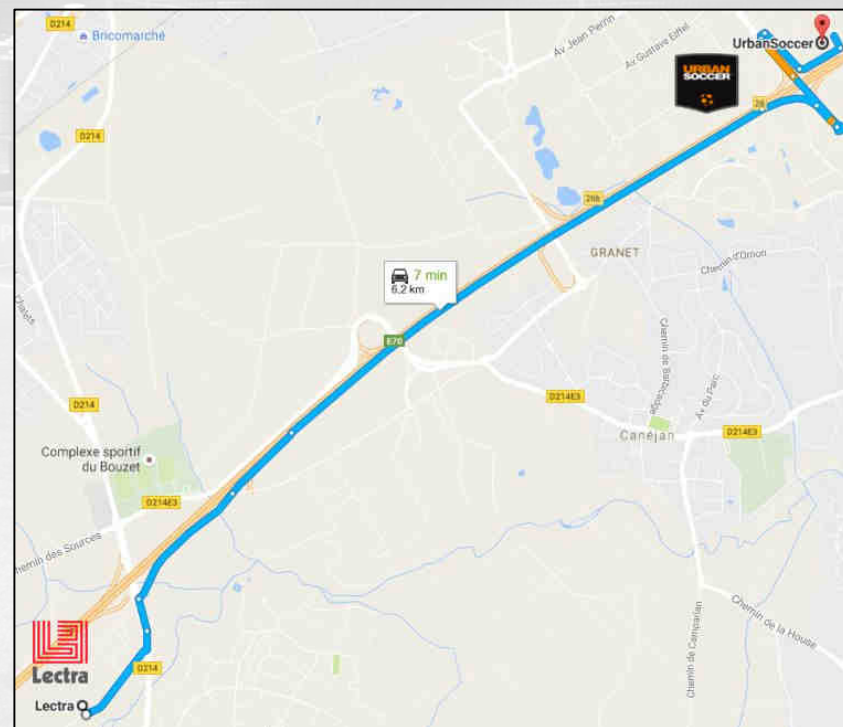 D214
Bricomarché
Av Jean Perrin
Av Gustave Eiffel
UrbanSoccer
URBAN
SOCCER
26
D214
26b
GRANET
Chemin d'Ornon
7 min
6,2 km
E70
Chemin de Barbicadge
Av du Parc
D214
D214E3
Canéjan
D214E3
Complexe sportif
du Bouzet
D214E3
Chemin des Sources
Chemin de Camparian
Chemin de la House
Lectra
D214
Lectra